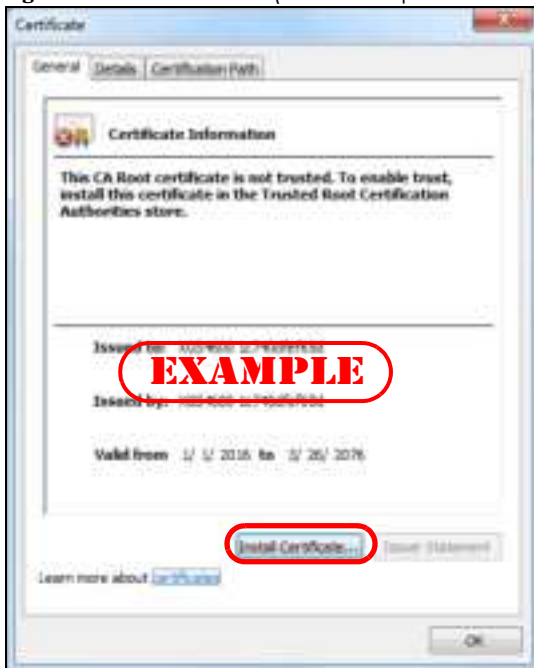 Certificate
General Details Certification Path
Certificate Information
This CA Root certificate is not trusted. To enable trust,
install this certificate in the Trusted Root Certification
Authorities store.
Issued to:
EXAMPLE
Issued by:
Valid from 1/ 1/ 2016 to 3/ 26/ 2076
Install Certificate... Issuer Statement
Learn more about certificates
OK